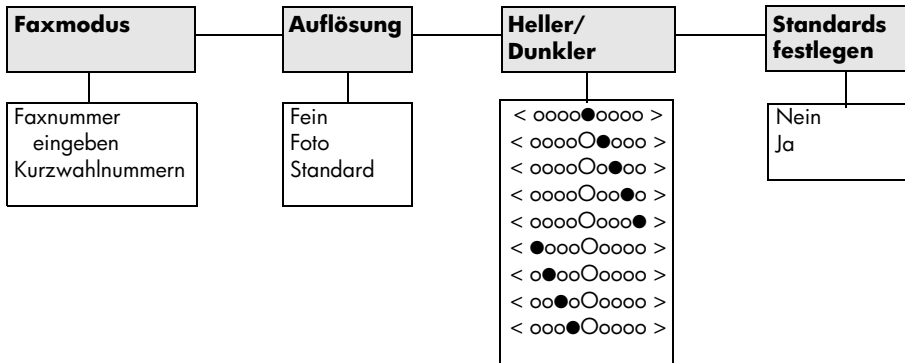 Faxmodus
Auflösung
Heller/
Dunkler
Standards
festlegen
Faxnummer
eingeben
Kurzwahlnummern
Fein
Foto
Standard
< oooo●oooo >
< ooooO●ooo >
< ooooOo●oo >
< ooooOoo●o >
< ooooOooo● >
< ●oooOoooo >
< o●ooOoooo >
< oo●oOoooo >
< ooo●Ooooo >
Nein
Ja